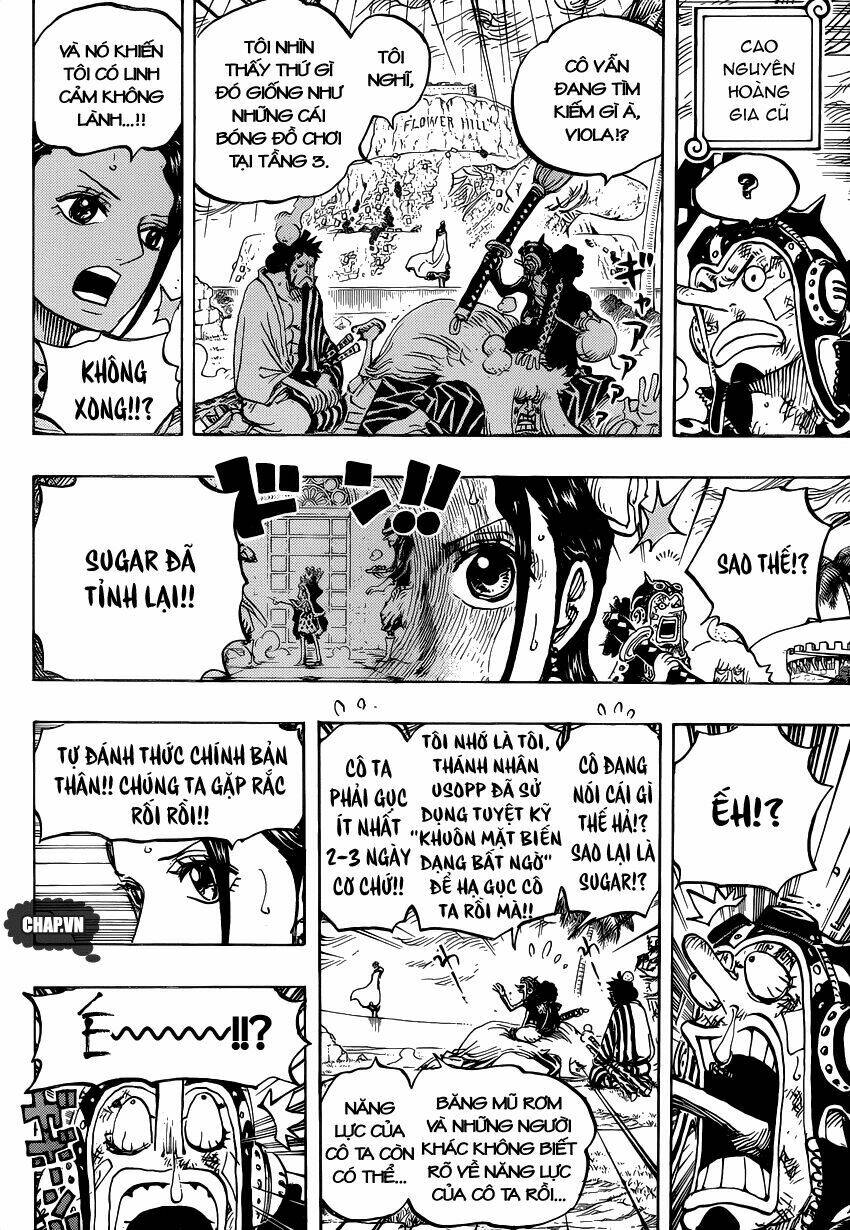 CAO
NGUYÊN
HOÀNG
GIA CŨ
?
CÔ VẪN
ĐANG TÌM
KIẾM GÌ À,
VIOLA!?
TÔI
NGHĨ,
TÔI NHÌN
THẤY THỨ GÌ
ĐÓ GIỐNG NHƯ
NHỮNG CÁI
BÓNG ĐỒ CHƠI
TẠI TẦNG 3.
FLOWER HILL
ギャアアア
VÀ NÓ KHIẾN
TÔI CÓ LINH
CẢM KHÔNG
LÀNH...!!
KHÔNG
XONG!!?
SAO THẾ!?
ドン!!
SUGAR ĐÃ
TỈNH LẠI!!
ẾH!?
CÔ ĐANG
NÓI CÁI GÌ
THẾ HẢ!?
SAO LẠI LÀ
SUGAR!?
TÔI NHỚ LÀ TÔI,
THÁNH NHÂN
USOPP ĐÃ SỬ
DỤNG TUYỆT KỸ
"KHUÔN MẶT BIẾN
DẠNG BẤT NGỜ"
ĐỂ HẠ GỤC CÔ
TA RỒI MÀ!!
CÔ TA
PHẢI GỤC
ÍT NHẤT
2-3 NGÀY
CƠ CHỨ!!
BĂNG MŨ RƠM
VÀ NHỮNG NGƯỜI
KHÁC KHÔNG BIẾT
RÕ VỀ NĂNG LỰC
CỦA CÔ TA RỒI...
NĂNG
LỰC CỦA
CÔ TA CÒN
CÓ THỂ...
TỰ ĐÁNH THỨC CHÍNH BẢN
THÂN!! CHÚNG TA GẶP RẮC
RỐI RỒI!!
CHAP.VN
É~~~~~~!!?